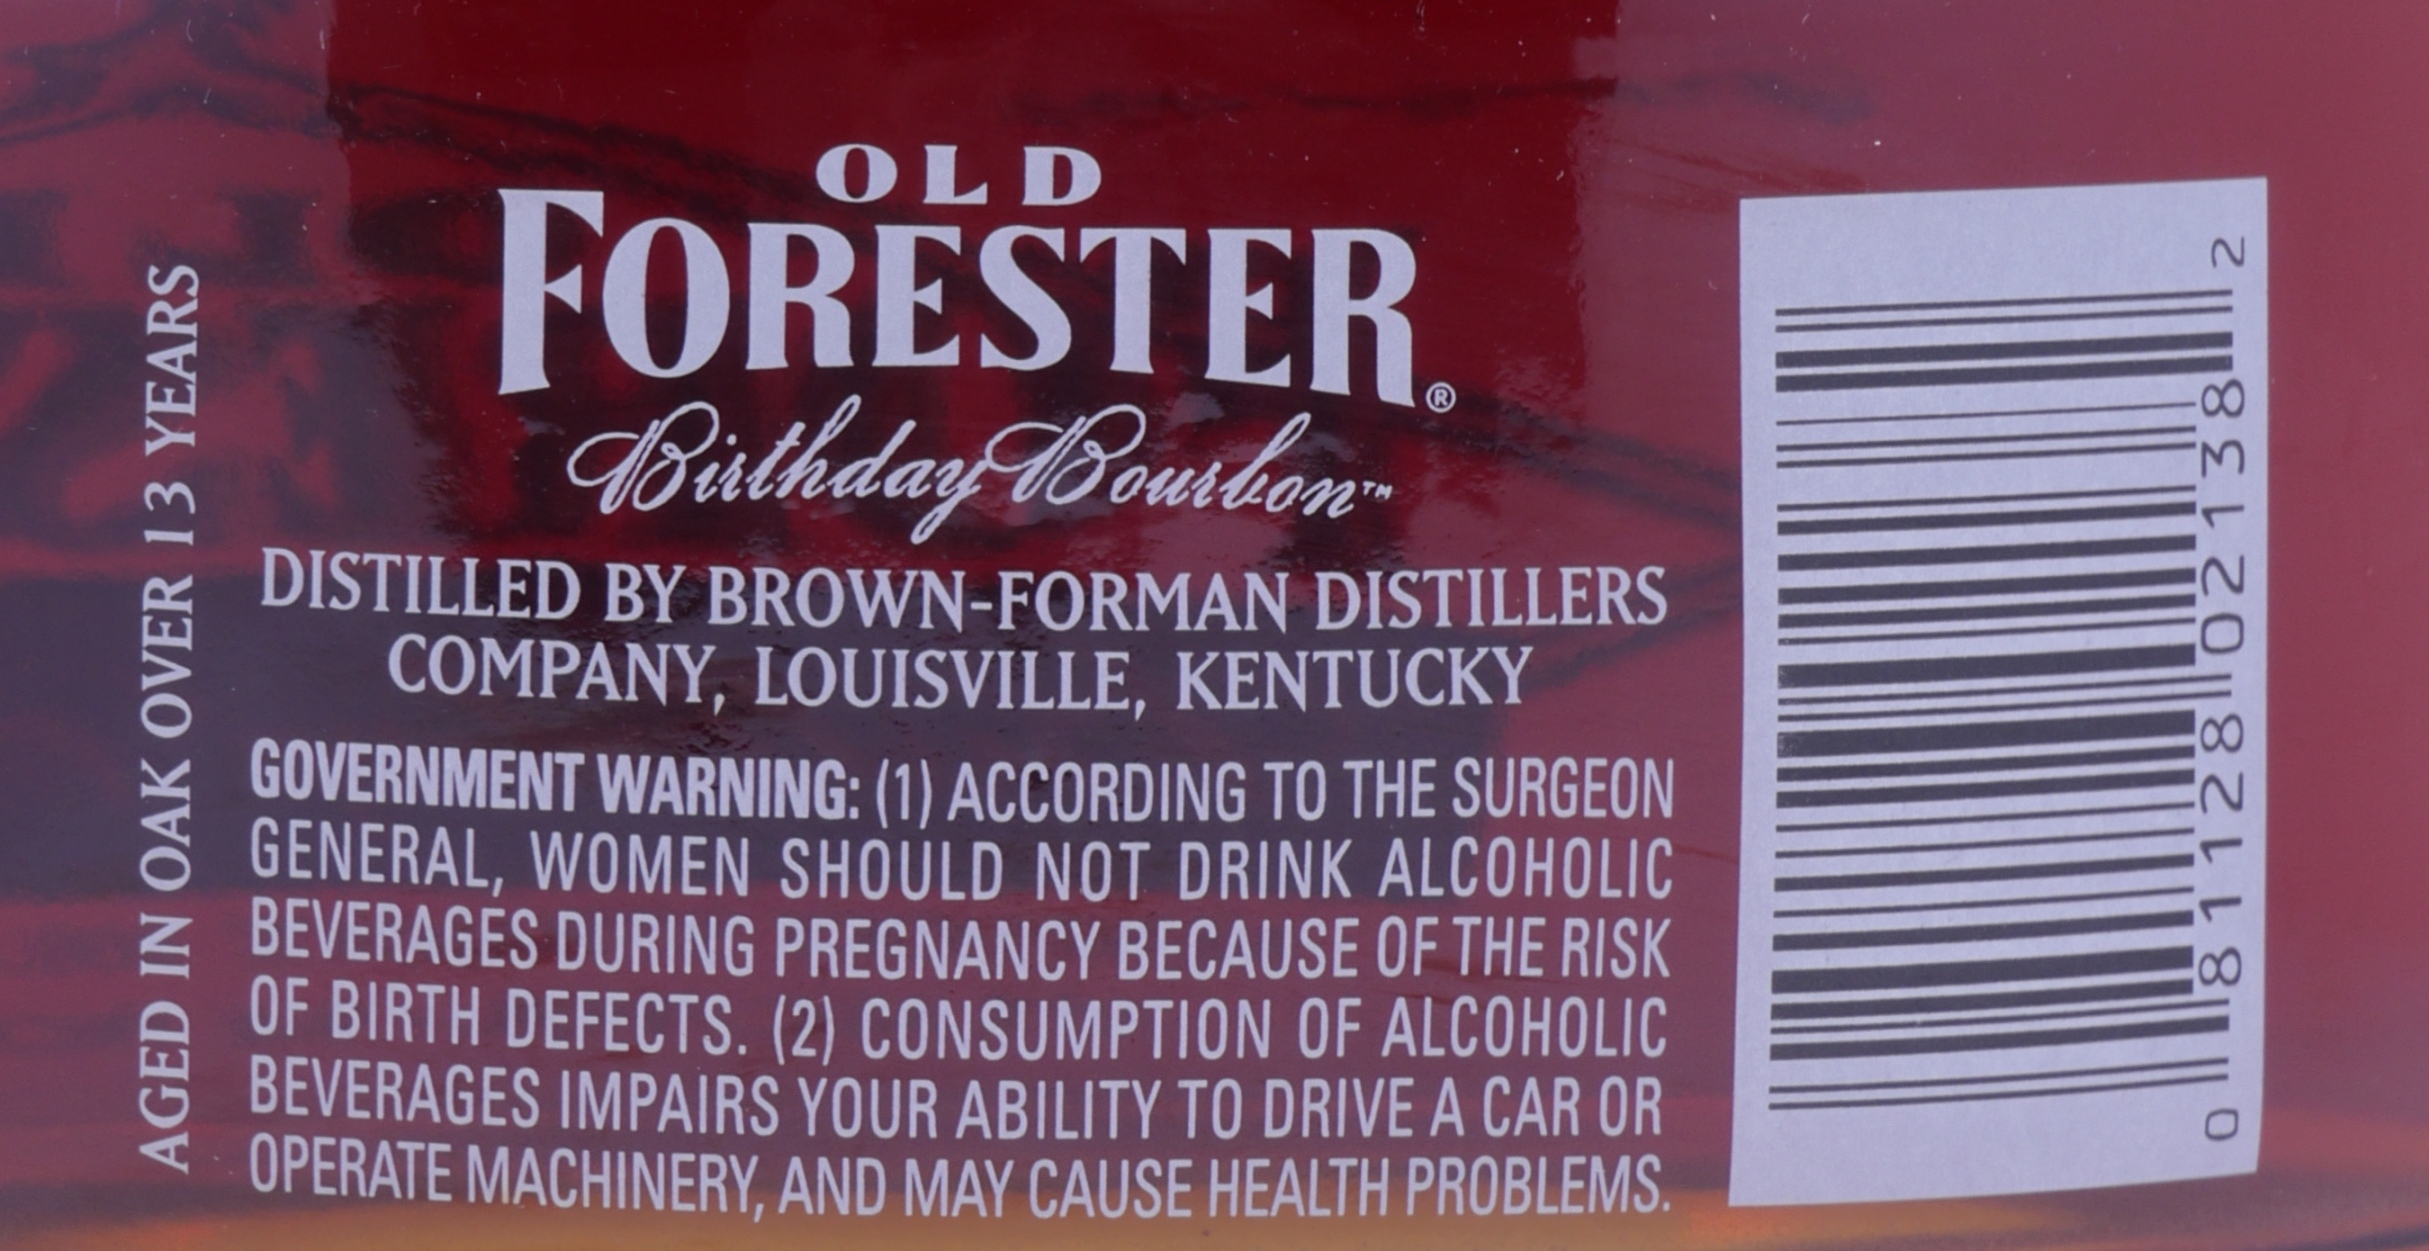 AGED IN OAK OVER 13 YEARS
OLD
FORESTER®
Birthday Bourbon™
DISTILLED BY BROWN-FORMAN DISTILLERS
COMPANY, LOUISVILLE, KENTUCKY
GOVERNMENT WARNING: (1) ACCORDING TO THE SURGEON
GENERAL, WOMEN SHOULD NOT DRINK ALCOHOLIC
BEVERAGES DURING PREGNANCY BECAUSE OF THE RISK
OF BIRTH DEFECTS. (2) CONSUMPTION OF ALCOHOLIC
BEVERAGES IMPAIRS YOUR ABILITY TO DRIVE A CAR OR
OPERATE MACHINERY, AND MAY CAUSE HEALTH PROBLEMS.
0 81128 02138 2